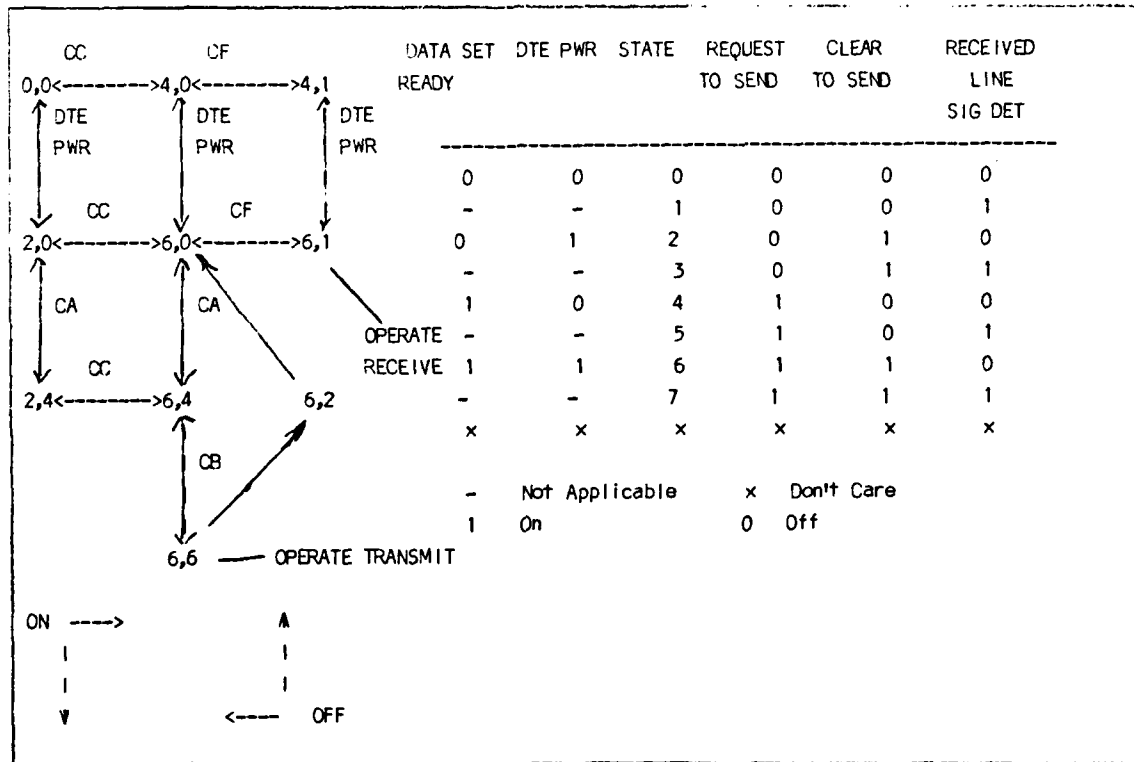 CC CF DATA SET DTE PWR STATE REQUEST CLEAR RECEIVED
0,0<-------->4,0<-------->4,1 READY TO SEND TO SEND LINE
DTE DTE DTE SIG DET
PWR PWR PWR
------------------------------------------------------------
0 0 0 0 0 0
CC CF - - 1 0 0 1
2,0<-------->6,0<-------->6,1 0 1 2 0 1 0
- - 3 0 1 1
CA CA 1 0 4 1 0 0
OPERATE - - 5 1 0 1
CC RECEIVE 1 1 6 1 1 0
2,4<-------->6,4 6,2 - - 7 1 1 1
x x x x x x
CB
- Not Applicable x Don't Care
1 On 0 Off
6,6 OPERATE TRANSMIT
ON ---->
<---- OFF